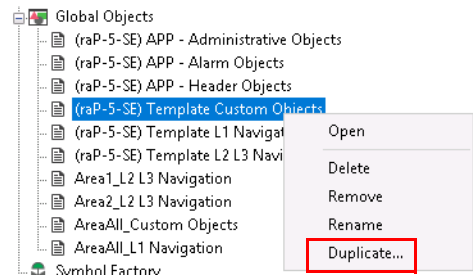 Global Objects
(raP-5-SE) APP - Administrative Objects
(raP-5-SE) APP - Alarm Objects
(raP-5-SE) APP - Header Objects
(raP-5-SE) Template Custom Objects
(raP-5-SE) Template L1 Navigat
(raP-5-SE) Template L2 L3 Navi
Area1_L2 L3 Navigation
Area2_L2 L3 Navigation
AreaAll_Custom Objects
AreaAll_L1 Navigation
Symbol Factory
Open
Delete
Remove
Rename
Duplicate...